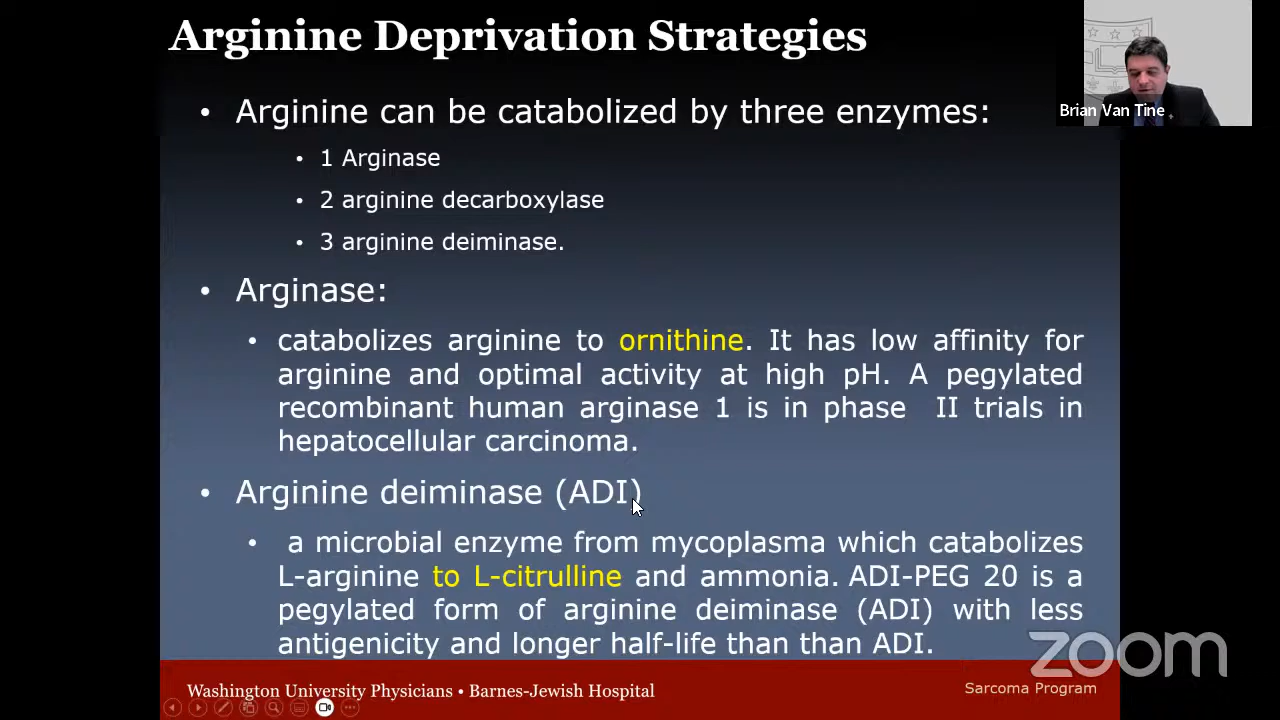 Arginine Deprivation Strategies
Brian Van Tine
• Arginine can be catabolized by three enzymes:
• 1 Arginase
• 2 arginine decarboxylase
• 3 arginine deiminase.
• Arginase:
• catabolizes arginine to ornithine. It has low affinity for
arginine and optimal activity at high pH. A pegylated
recombinant human arginase 1 is in phase II trials in
hepatocellular carcinoma.
• Arginine deiminase (ADI)
• a microbial enzyme from mycoplasma which catabolizes
L-arginine to L-citrulline and ammonia. ADI-PEG 20 is a
pegylated form of arginine deiminase (ADI) with less
antigenicity and longer half-life than than ADI.
zoom
Washington University Physicians • Barnes-Jewish Hospital
Sarcoma Program